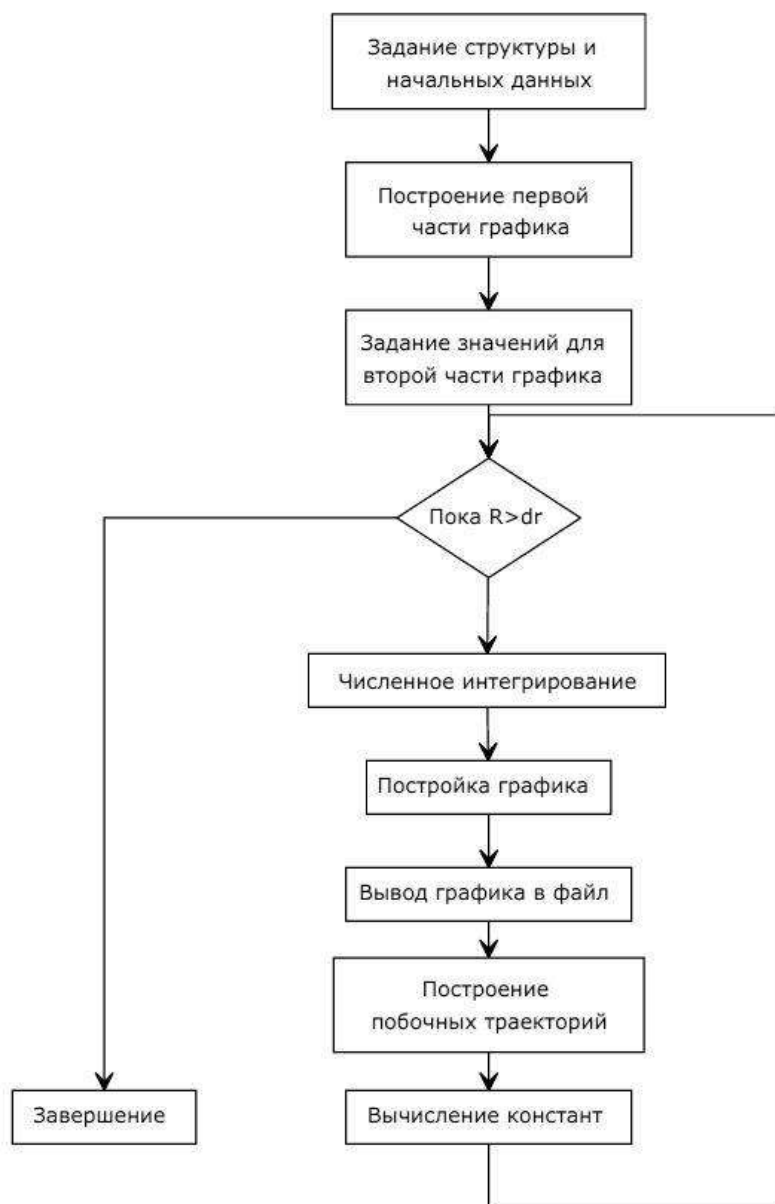 Задание структуры и
начальных данных
Построение первой
части графика
Задание значений для
второй части графика
Пока R>dr
Численное интегрирование
Постройка графика
Вывод графика в файл
Построение
побочных траекторий
Завершение
Вычисление констант